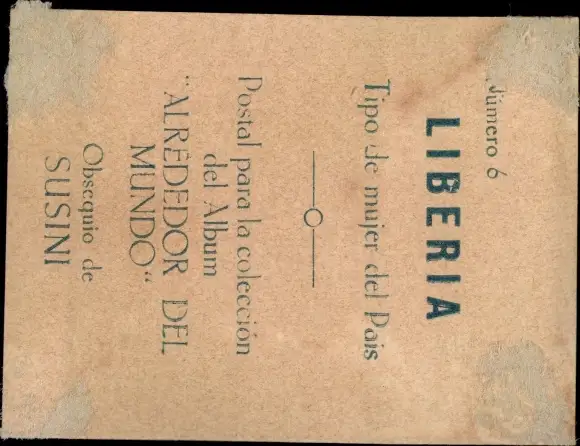 Número 6
LIBERIA
Tipo de mujer del Pais
Postal para la colección
del Album
"ALREDEDOR DEL
MUNDO"
Obsequio de
SUSINI